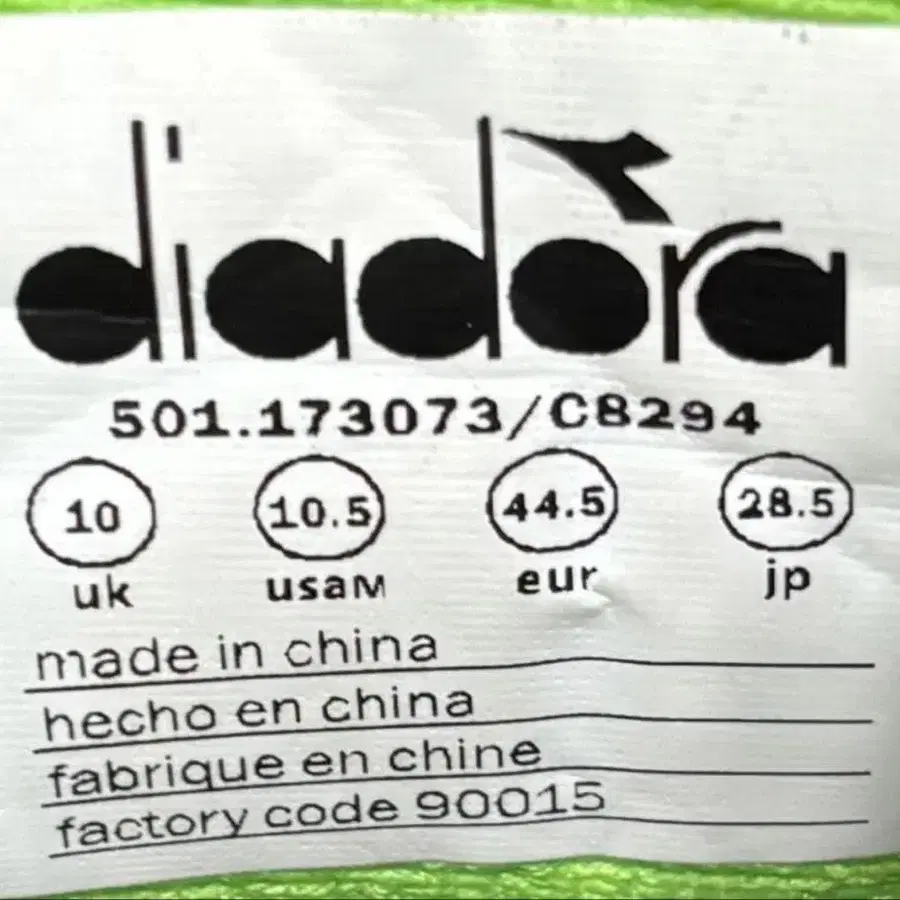 diadora
501.173073/C8294
10 10.5 44.5 28.5
uk usaM eur jp
made in china
hecho en china
fabrique en chine
factory code 90015